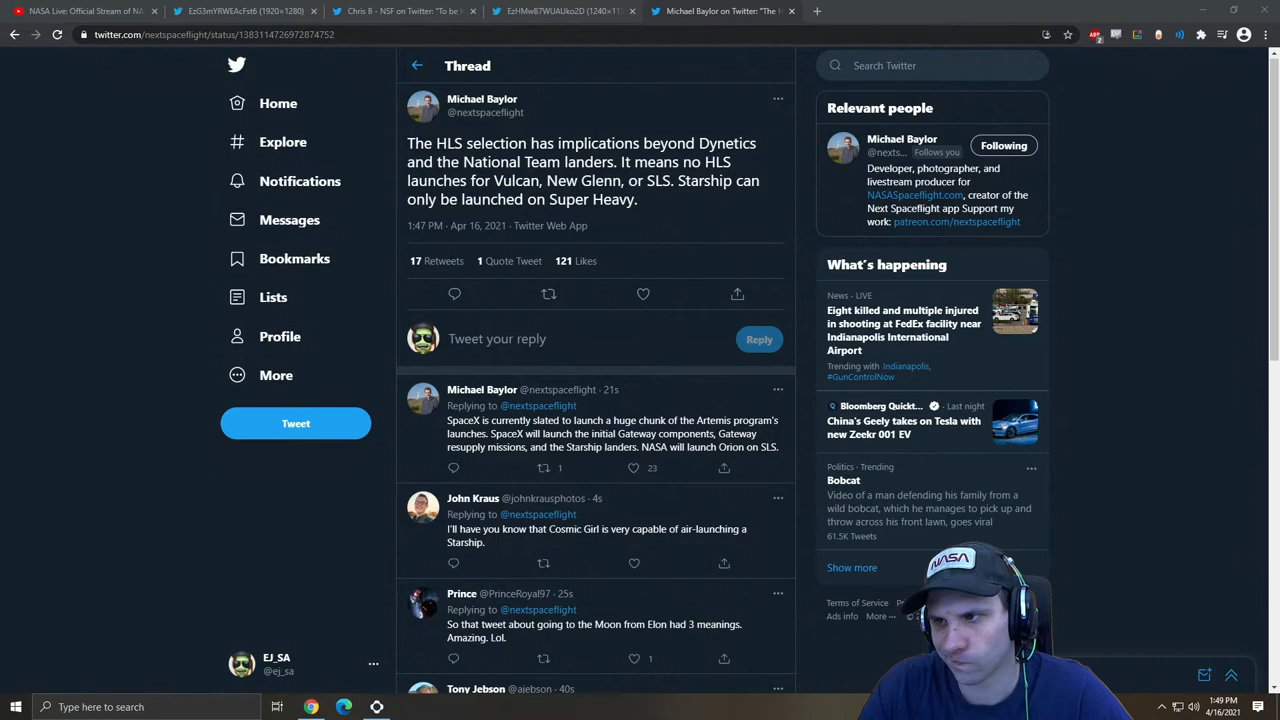 NASA Live: Official Stream of NA
EzG3mYRWEAcFst6 (1920×1280)
Chris B - NSF on Twitter: "To be
EzHMwB7WUAUko2D (1240×11
Michael Baylor on Twitter: "The H
twitter.com/nextspaceflight/status/1383114726972874752
Thread
Search Twitter
Home
Explore
Notifications
Messages
Bookmarks
Lists
Profile
More
Tweet
EJ_SA
@ej_sa
Michael Baylor
@nextspaceflight
The HLS selection has implications beyond Dynetics
and the National Team landers. It means no HLS
launches for Vulcan, New Glenn, or SLS. Starship can
only be launched on Super Heavy.
1:47 PM · Apr 16, 2021 · Twitter Web App
17 Retweets 1 Quote Tweet 121 Likes
Tweet your reply
Reply
Michael Baylor @nextspaceflight · 21s
Replying to @nextspaceflight
SpaceX is currently slated to launch a huge chunk of the Artemis program's
launches. SpaceX will launch the initial Gateway components, Gateway
resupply missions, and the Starship landers. NASA will launch Orion on SLS.
1 23
John Kraus @johnkrausphotos · 4s
Replying to @nextspaceflight
I'll have you know that Cosmic Girl is very capable of air-launching a
Starship.
Prince @PrinceRoyal97 · 25s
Replying to @nextspaceflight
So that tweet about going to the Moon from Elon had 3 meanings.
Amazing. Lol.
1
Tony Jebson @ajebson · 40s
Relevant people
Michael Baylor
@nexts... Follows you
Following
Developer, photographer, and
livestream producer for
NASASpaceflight.com, creator of the
Next Spaceflight app Support my
work: patreon.com/nextspaceflight
What's happening
News · LIVE
Eight killed and multiple injured
in shooting at FedEx facility near
Indianapolis International
Airport
Trending with Indianapolis,
#GunControlNow
Bloomberg Quickt... · Last night
China's Geely takes on Tesla with
new Zeekr 001 EV
Politics · Trending
Bobcat
Video of a man defending his family from a
wild bobcat, which he manages to pick up and
throw across his front lawn, goes viral
61.5K Tweets
Show more
Terms of Service
Ads info More ···
NASA
Type here to search
1:49 PM
4/16/2021